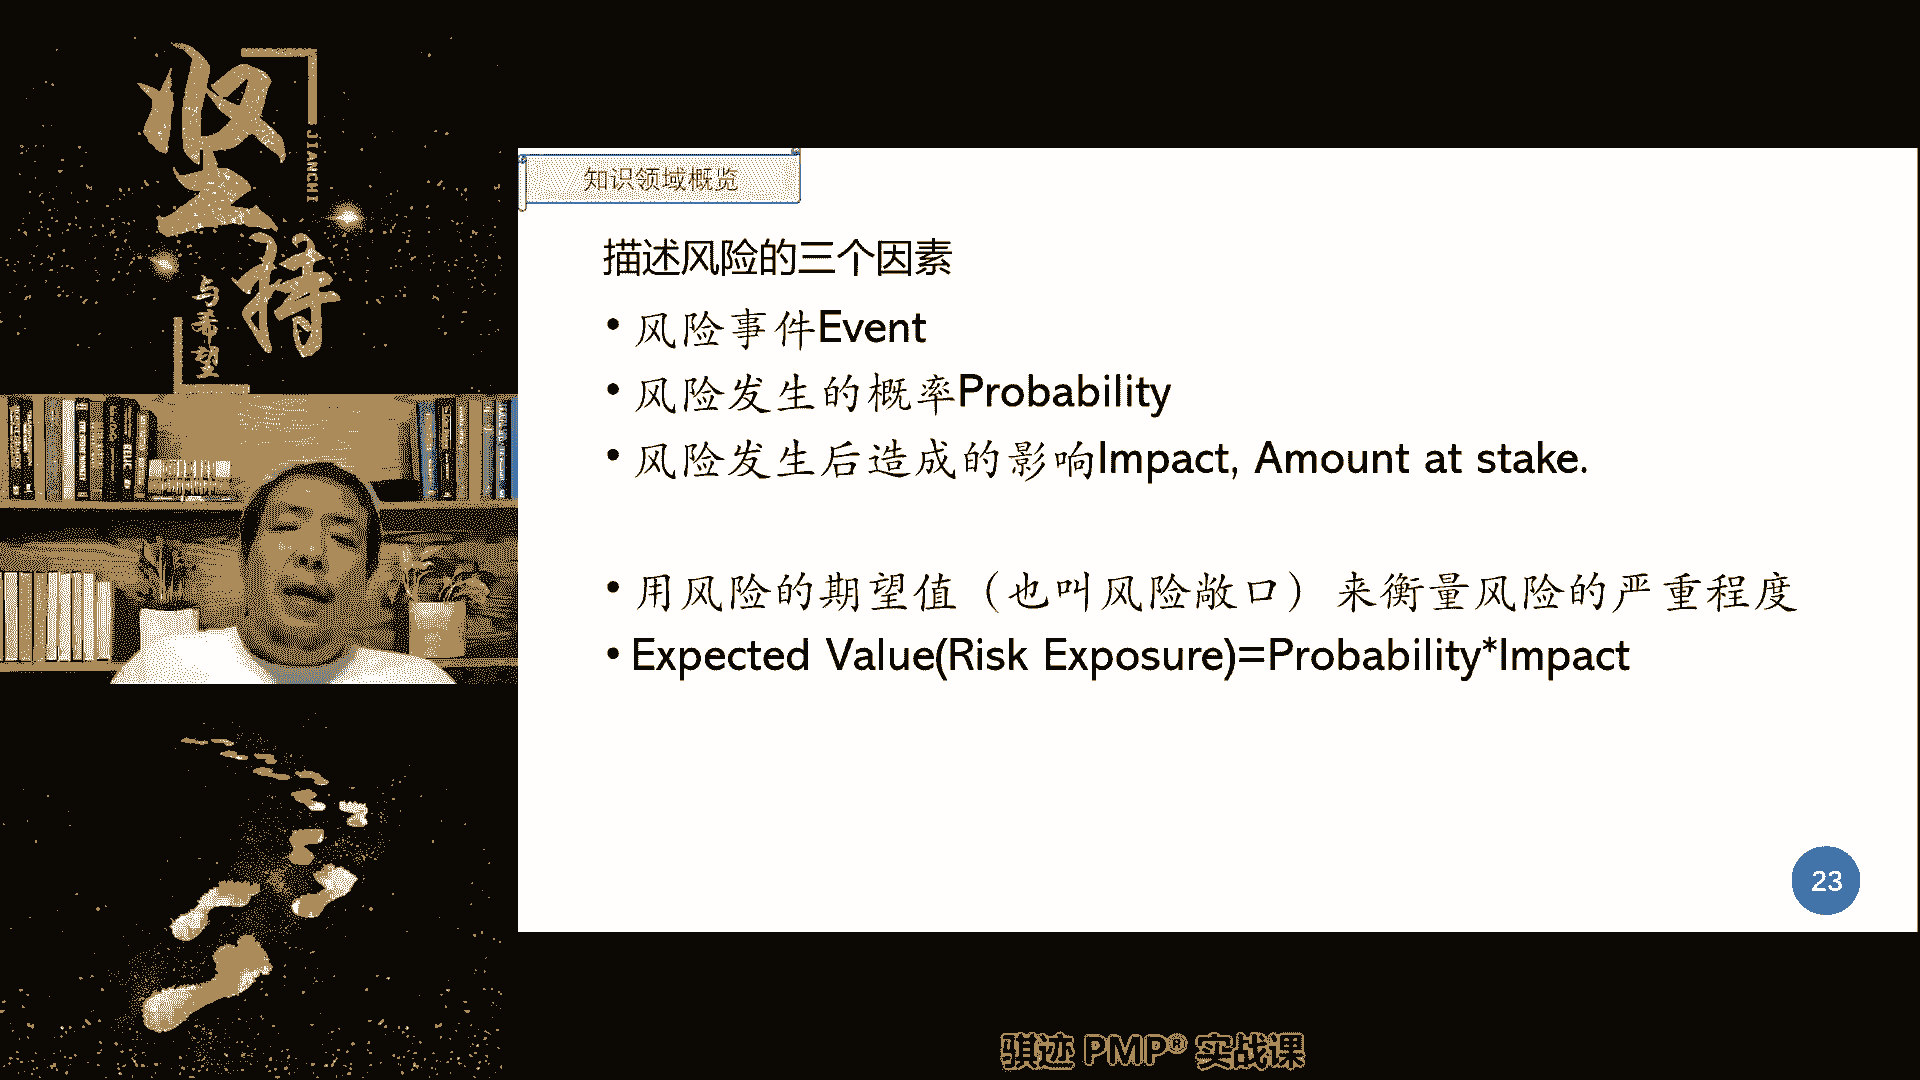 坚持
JIANCHI
与希望
知识领域概览
描述风险的三个因素
• 风险事件Event
• 风险发生的概率Probability
• 风险发生后造成的影响Impact, Amount at stake.
• 用风险的期望值（也叫风险敞口）来衡量风险的严重程度
• Expected Value(Risk Exposure)=Probability*Impact
23
骐迹 PMP® 实战课